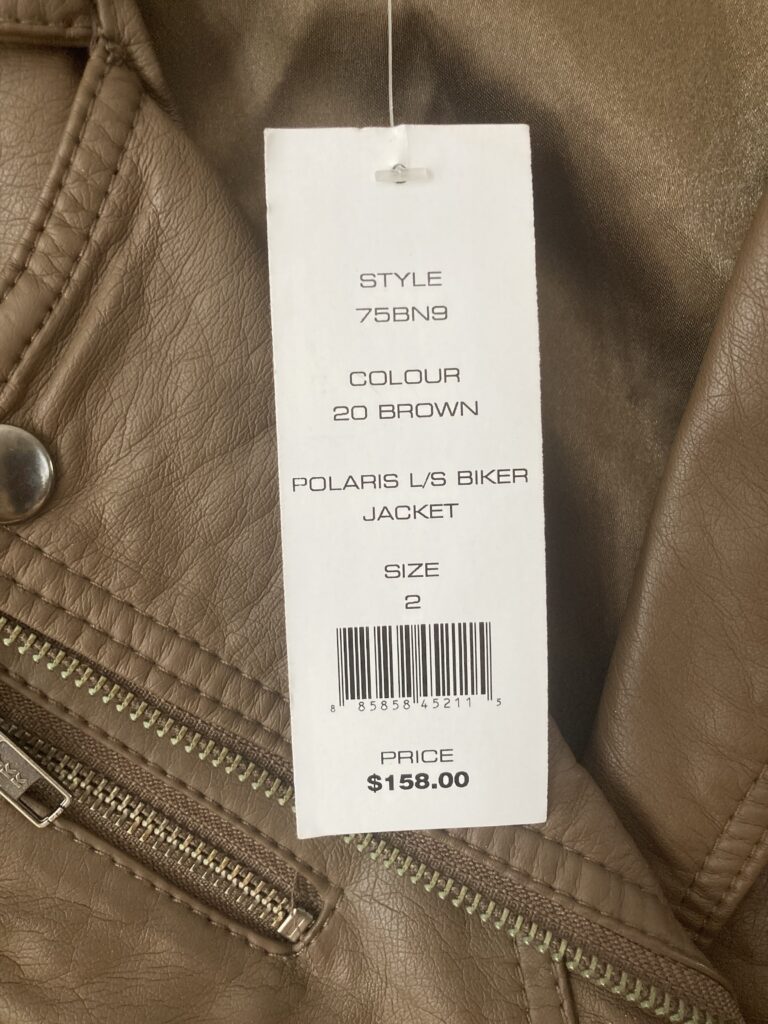 STYLE
75BN9
COLOUR
20 BROWN
POLARIS L/S BIKER
JACKET
SIZE
2
8 85858 45211 5
PRICE
$158.00